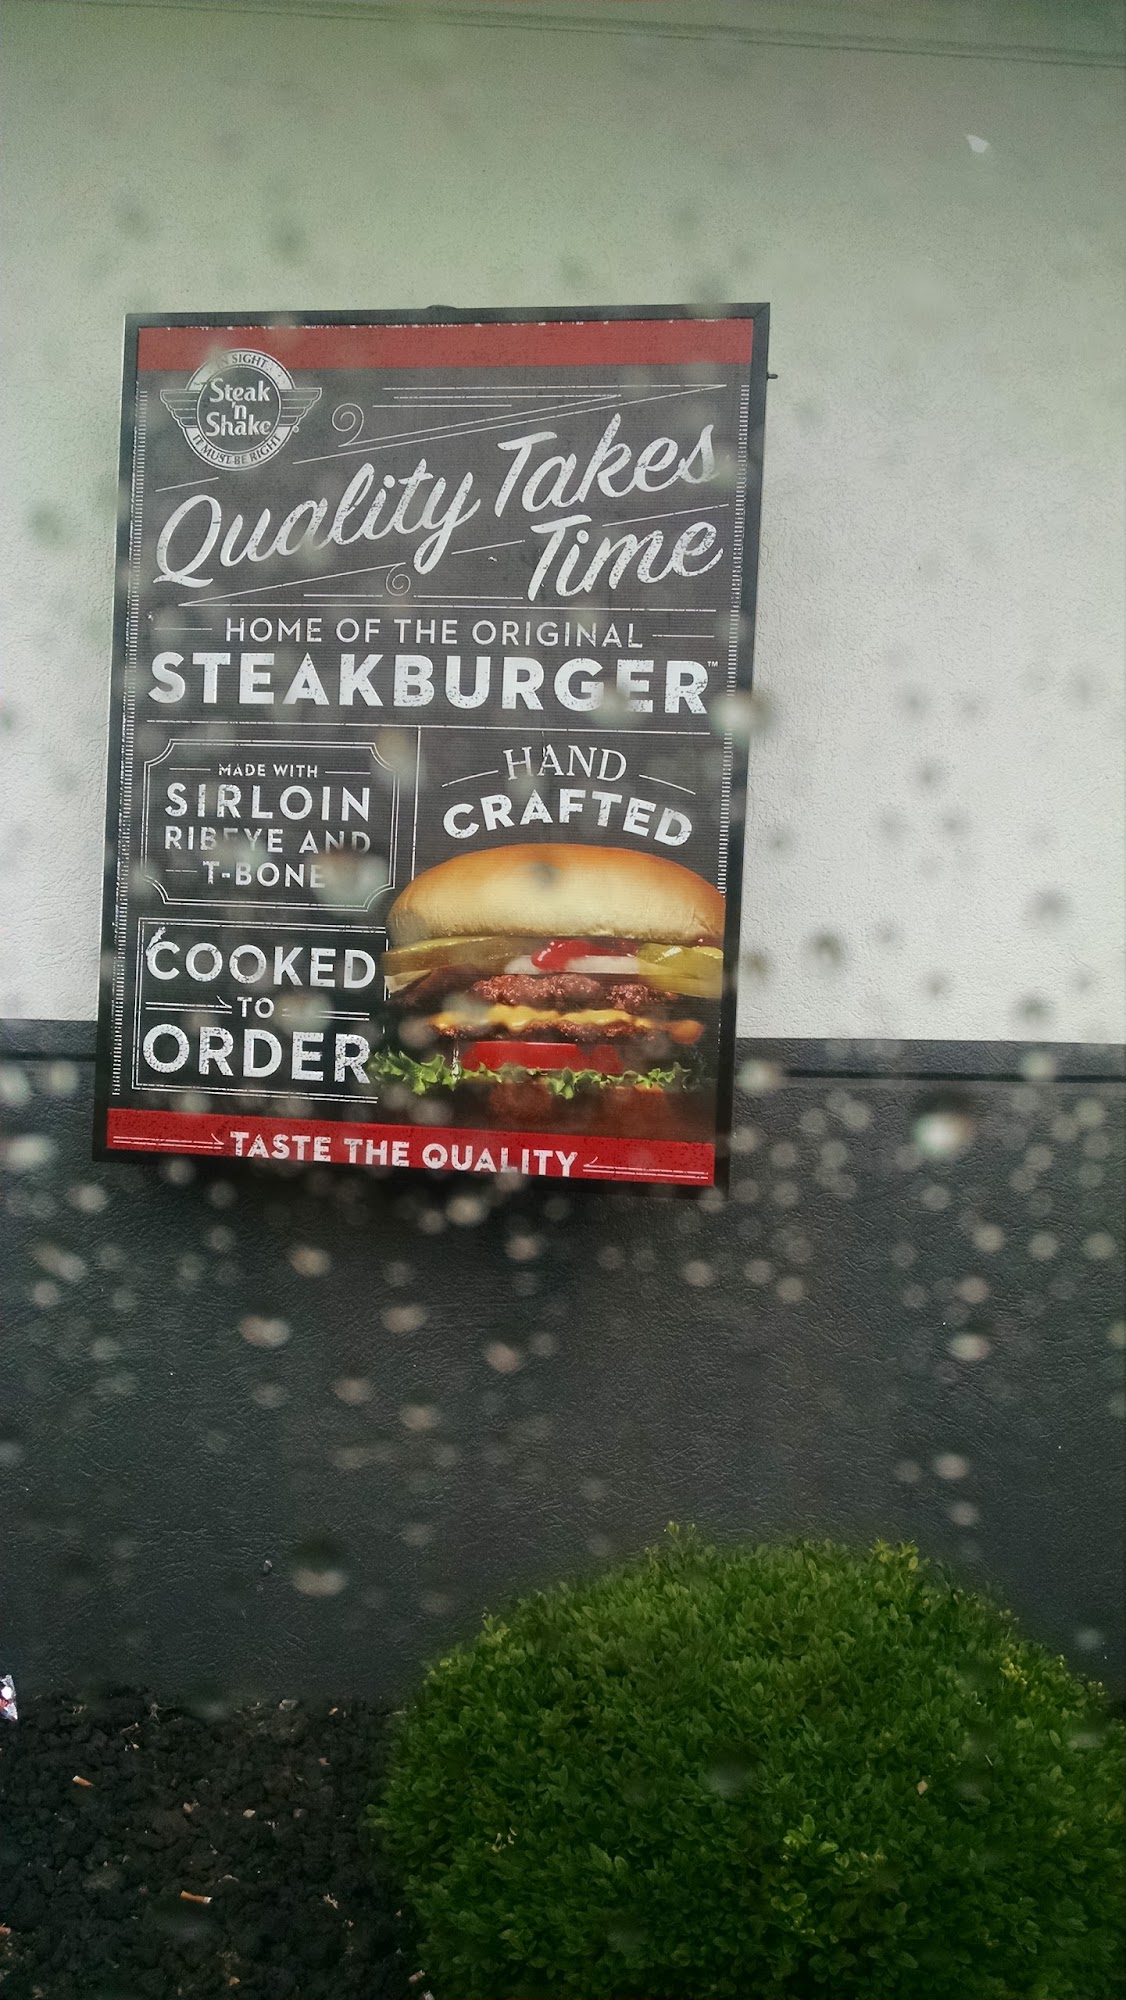 IN SIGHT
Steak
'n
Shake
IT MUST BE RIGHT
Quality Takes
Time
HOME OF THE ORIGINAL
STEAKBURGER™
MADE WITH
SIRLOIN
RIBEYE AND
T-BONE
HAND
CRAFTED
COOKED
TO
ORDER
TASTE THE QUALITY